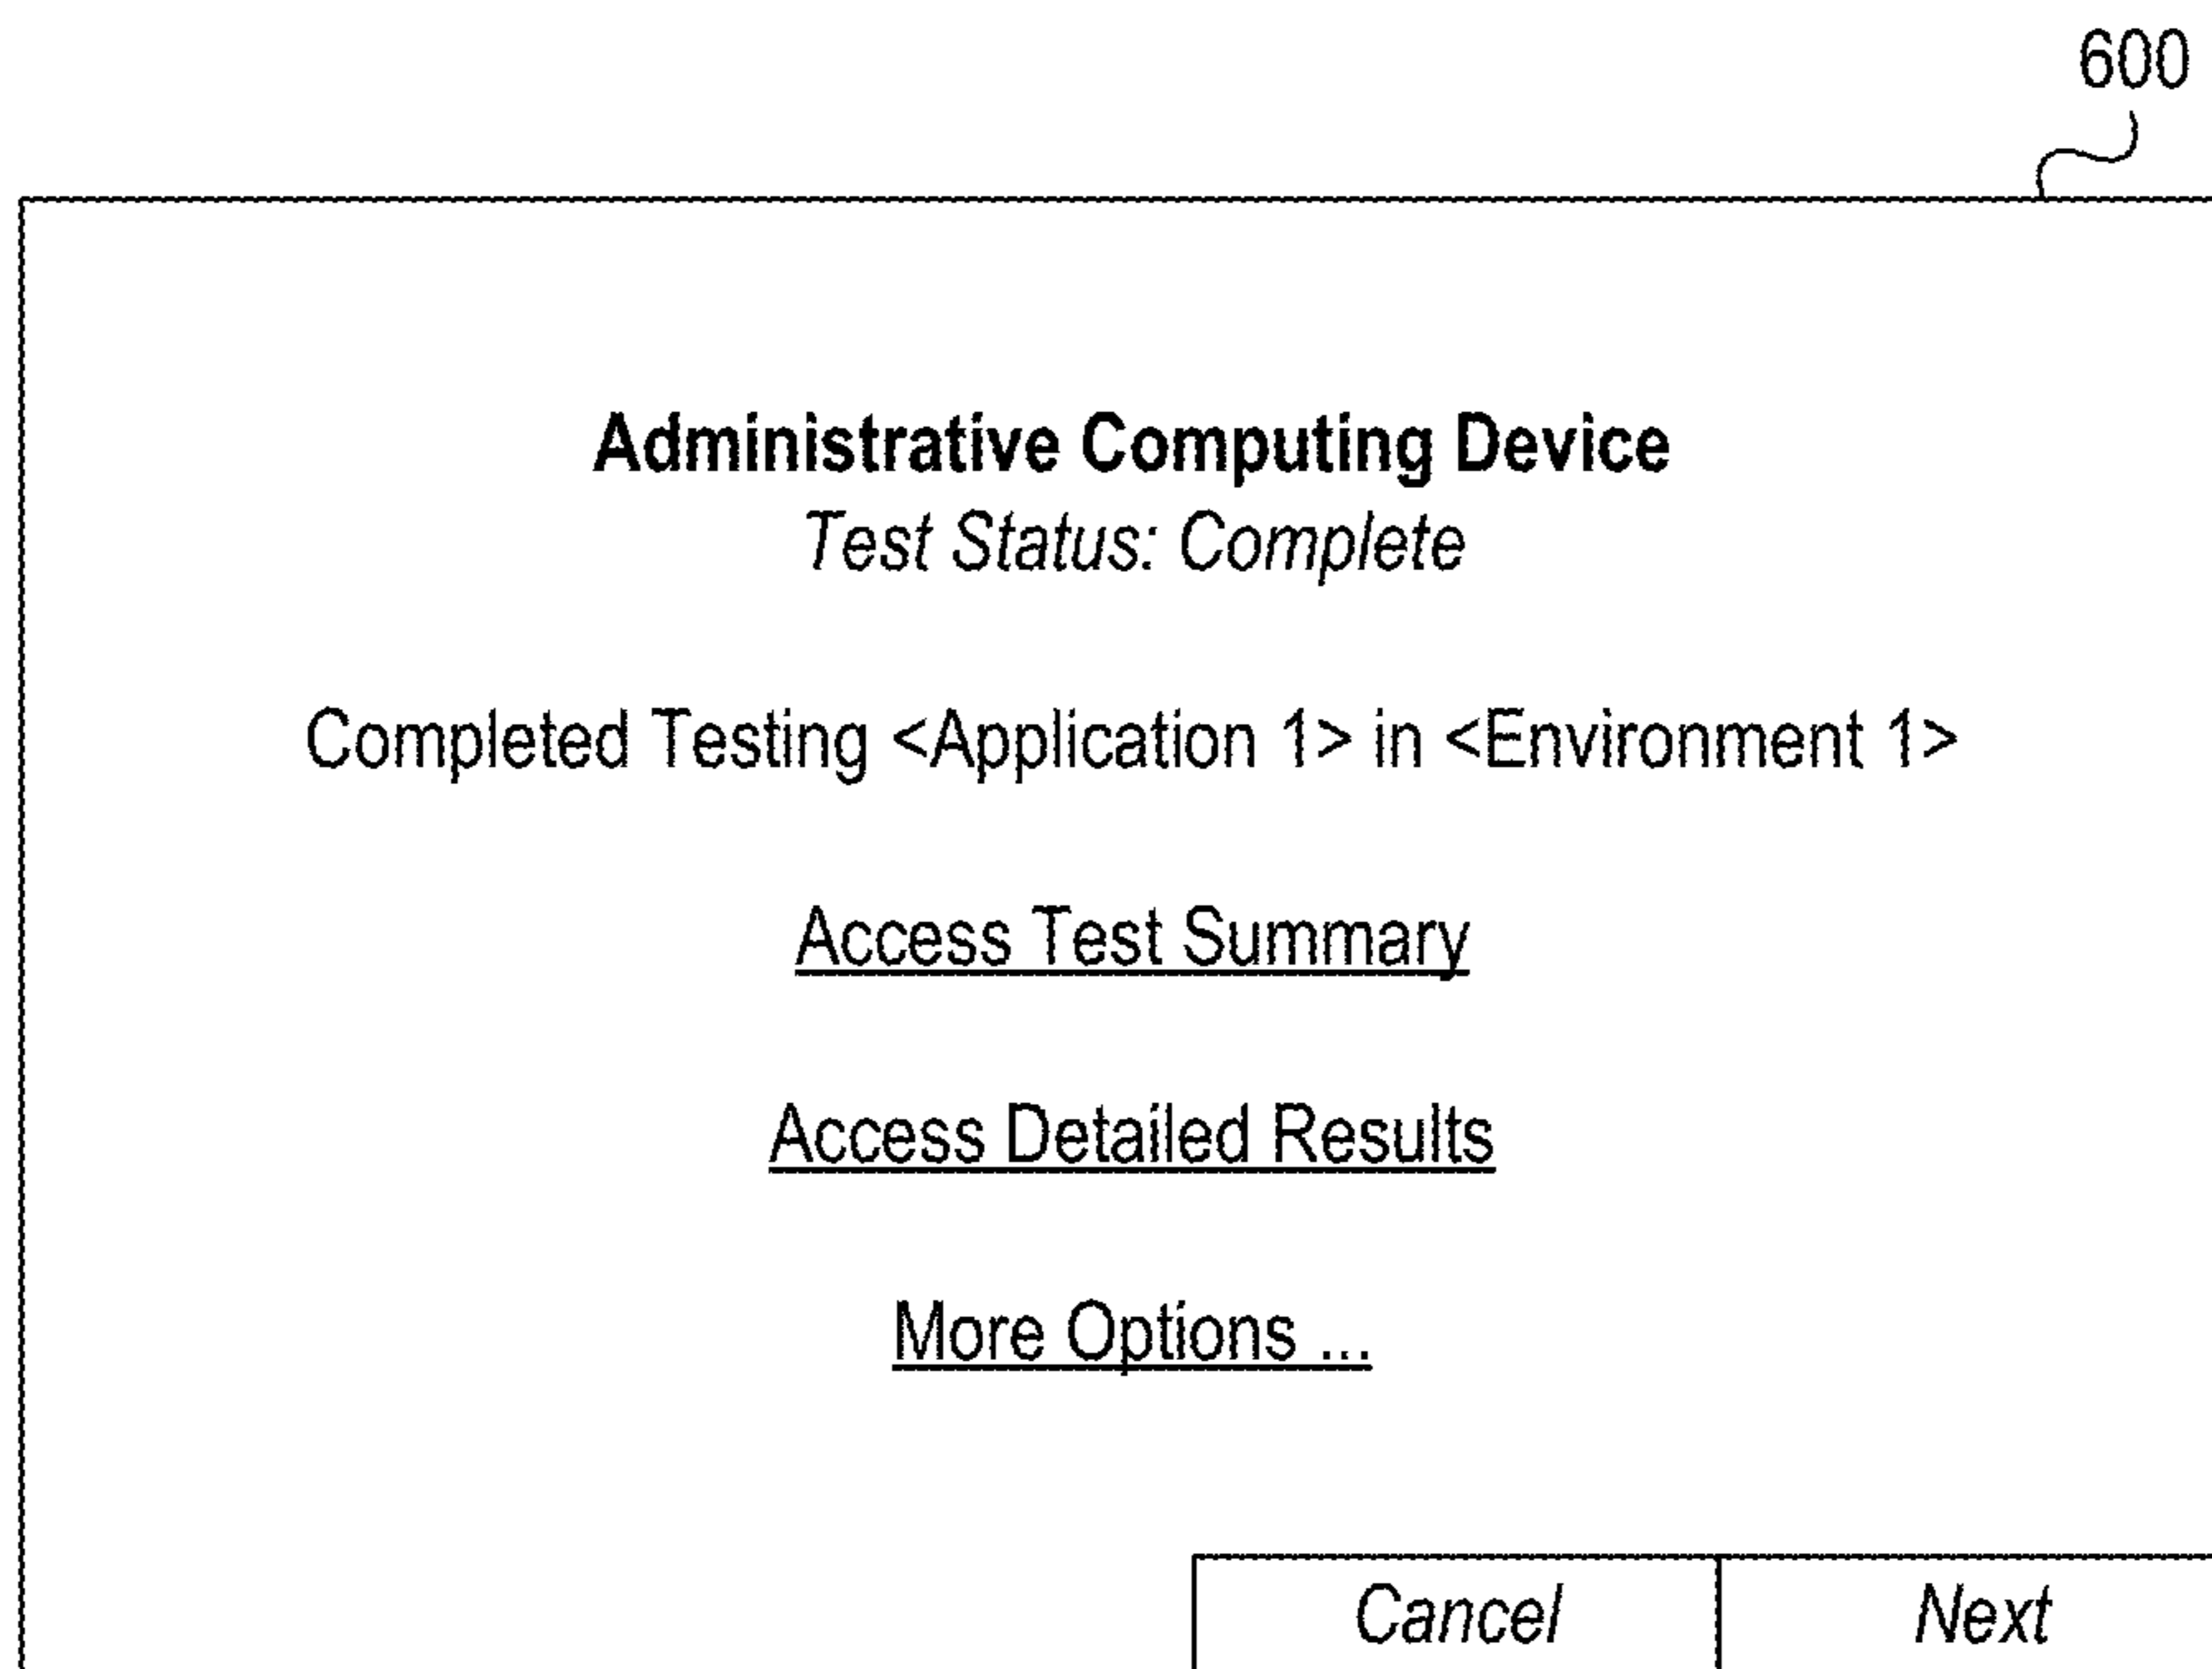 600
Administrative Computing Device
Test Status: Complete
Completed Testing <Application 1> in <Environment 1>
Access Test Summary
Access Detailed Results
More Options ...
Cancel Next